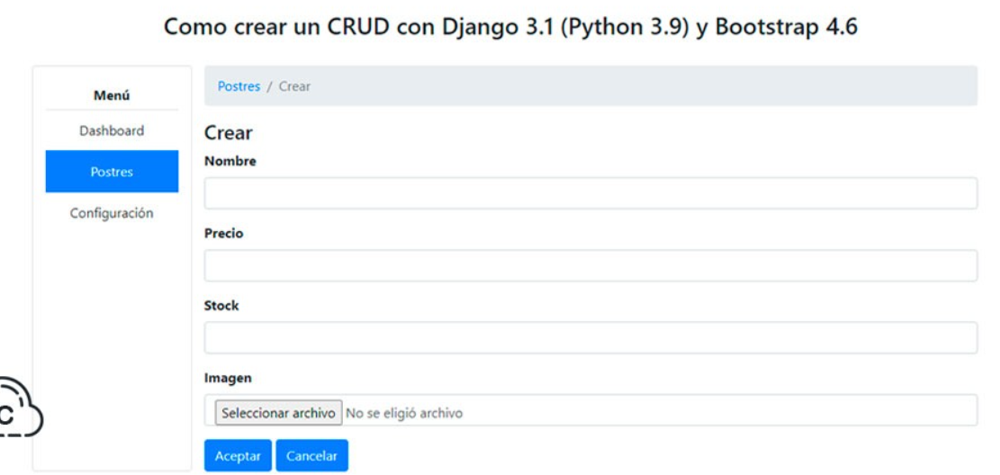 Como crear un CRUD con Django 3.1 (Python 3.9) y Bootstrap 4.6
Menú
Dashboard
Postres
Configuración
Postres / Crear
Crear
Nombre
Precio
Stock
Imagen
Seleccionar archivo No se eligió archivo
Aceptar Cancelar
C